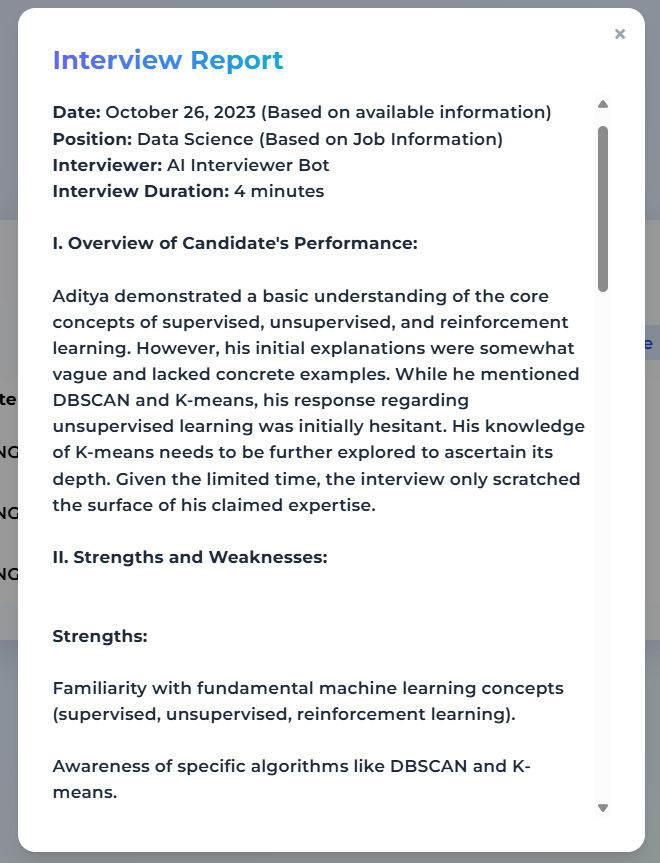 Interview Report
×
Date: October 26, 2023 (Based on available information)
Position: Data Science (Based on Job Information)
Interviewer: AI Interviewer Bot
Interview Duration: 4 minutes
I. Overview of Candidate's Performance:
Aditya demonstrated a basic understanding of the core
concepts of supervised, unsupervised, and reinforcement
learning. However, his initial explanations were somewhat
vague and lacked concrete examples. While he mentioned
DBSCAN and K-means, his response regarding
unsupervised learning was initially hesitant. His knowledge
of K-means needs to be further explored to ascertain its
depth. Given the limited time, the interview only scratched
the surface of his claimed expertise.
II. Strengths and Weaknesses:
Strengths:
Familiarity with fundamental machine learning concepts
(supervised, unsupervised, reinforcement learning).
Awareness of specific algorithms like DBSCAN and K-
means.